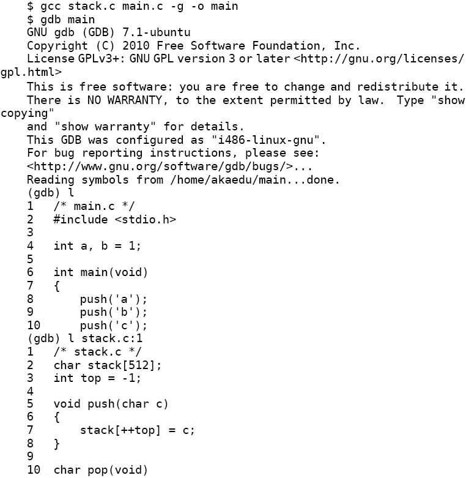 $ gcc stack.c main.c -g -o main
$ gdb main
GNU gdb (GDB) 7.1-ubuntu
Copyright (C) 2010 Free Software Foundation, Inc.
License GPLv3+: GNU GPL version 3 or later <http://gnu.org/licenses/
gpl.html>
This is free software: you are free to change and redistribute it.
There is NO WARRANTY, to the extent permitted by law.  Type "show
copying"
and "show warranty" for details.
This GDB was configured as "i486-linux-gnu".
For bug reporting instructions, please see:
<http://www.gnu.org/software/gdb/bugs/>...
Reading symbols from /home/akaedu/main...done.
(gdb) l
1   /* main.c */
2   #include <stdio.h>
3
4   int a, b = 1;
5
6   int main(void)
7   {
8       push('a');
9       push('b');
10      push('c');
(gdb) l stack.c:1
1   /* stack.c */
2   char stack[512];
3   int top = -1;
4
5   void push(char c)
6   {
7       stack[++top] = c;
8   }
9
10  char pop(void)